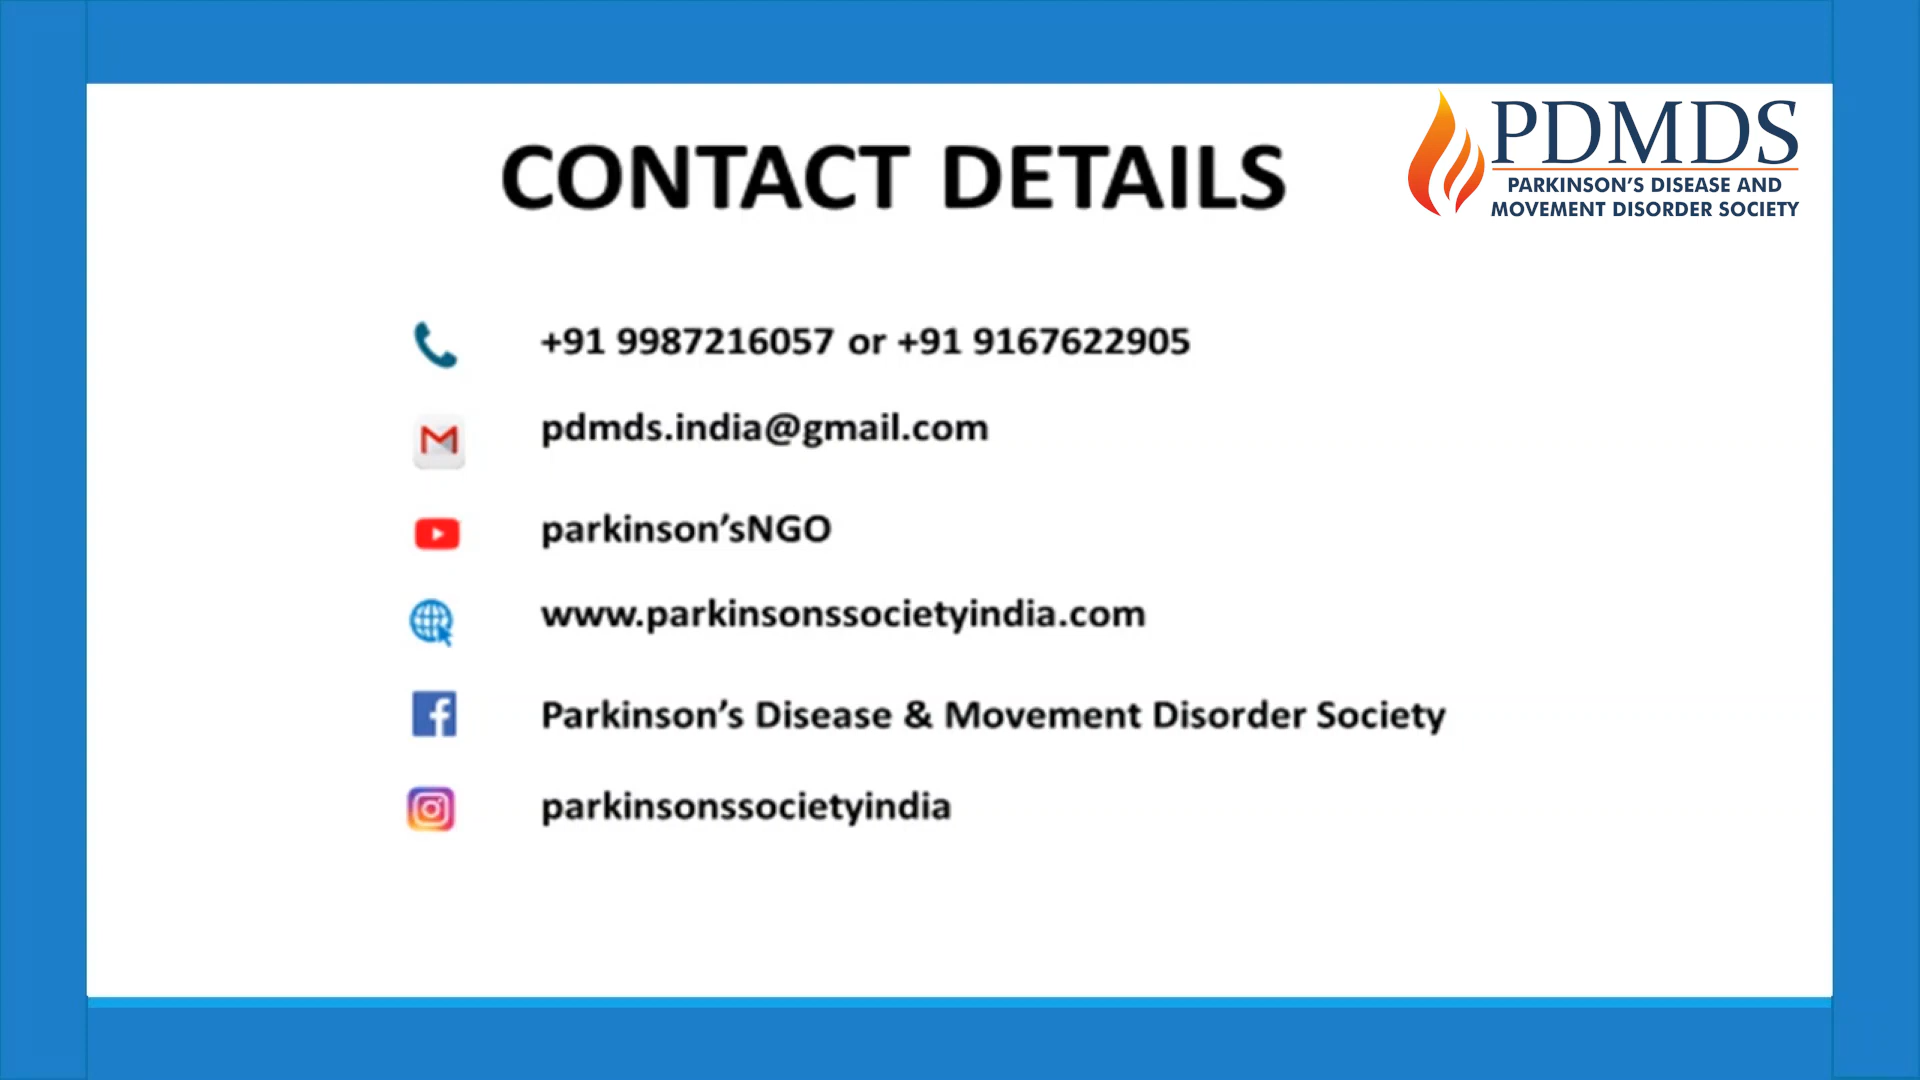 PDMDS
PARKINSON'S DISEASE AND
MOVEMENT DISORDER SOCIETY
CONTACT DETAILS
+91 9987216057 or +91 9167622905
pdmds.india@gmail.com
parkinson’sNGO
www.parkinsonssocietyindia.com
Parkinson’s Disease & Movement Disorder Society
parkinsonssocietyindia